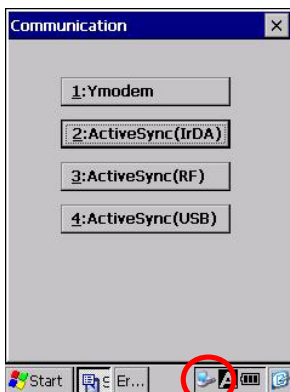 Communication
1:Ymodem
2:ActiveSync(IrDA)
3:ActiveSync(RF)
4:ActiveSync(USB)
Start S Er... A